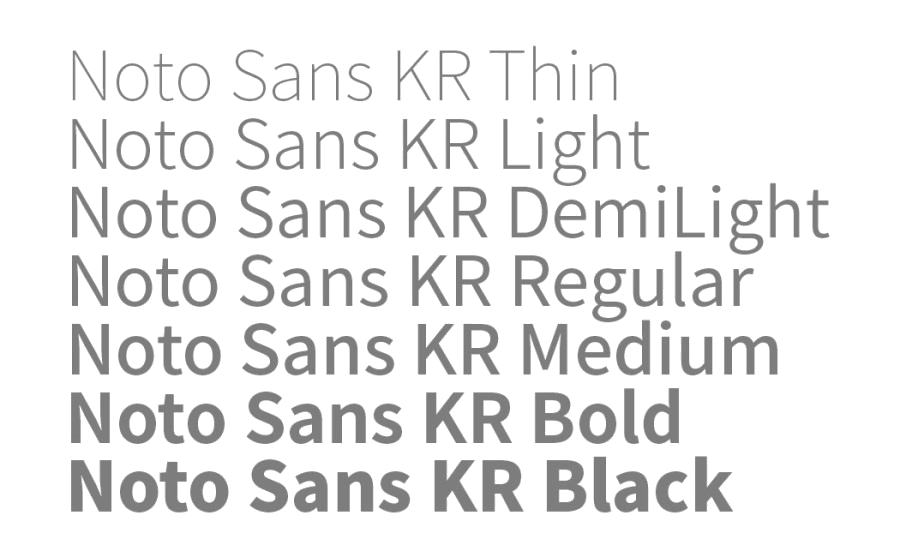 Noto Sans KR Thin
Noto Sans KR Light
Noto Sans KR DemiLight
Noto Sans KR Regular
Noto Sans KR Medium
Noto Sans KR Bold
Noto Sans KR Black